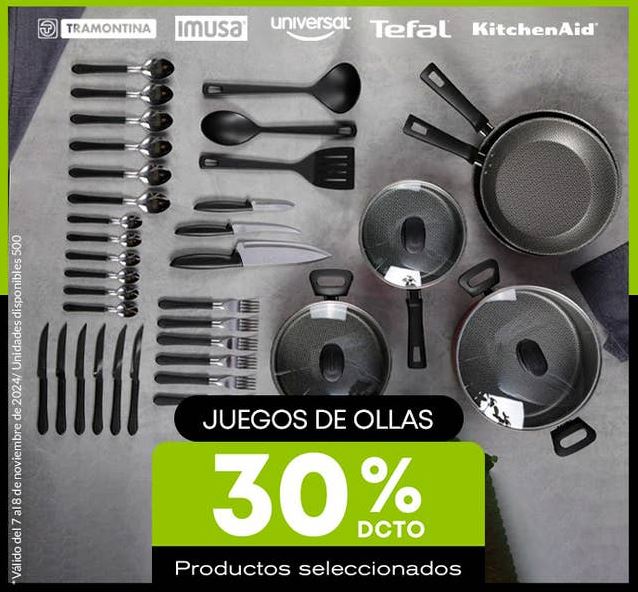 TRAMONTINA IMUSA universal Tefal KitchenAid
*Válido del 7 al 8 de noviembre de 2024/ Unidades disponibles 500
JUEGOS DE OLLAS
30%
DCTO
Productos seleccionados